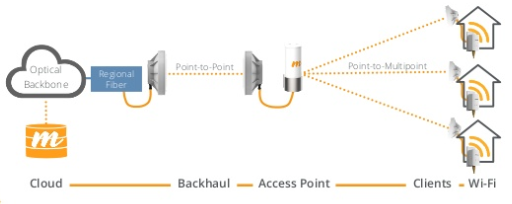 Optical
Backbone
Regional
Fiber
Point-to-Point
Point-to-Multipoint
m
m
Cloud
Backhaul
Access Point
Clients
Wi-Fi